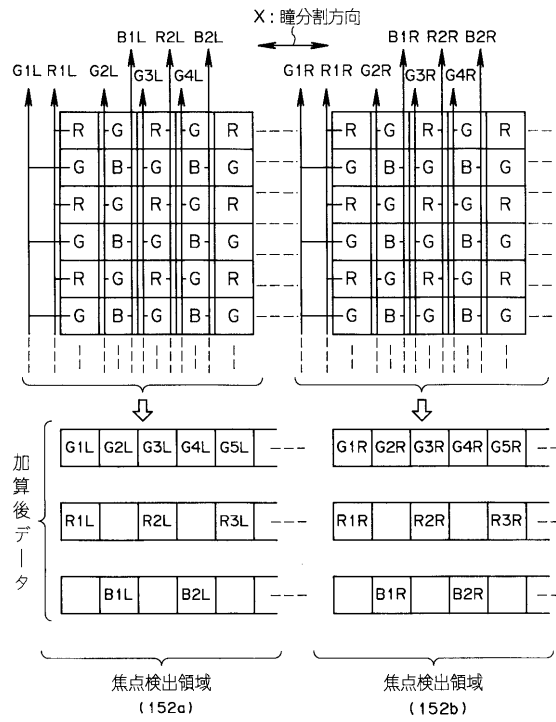 X：瞳分割方向
B1L R2L B2L
B1R R2R B2R
G1L R1L G2L G3L G4L
G1R R1R G2R G3R G4R
R G R G R
R G R G R
G B G B G
G B G B G
R G R G R
R G R G R
G B G B G
G B G B G
R G R G R
R G R G R
G B G B G
G B G B G
加算後データ
G1L G2L G3L G4L G5L
G1R G2R G3R G4R G5R
R1L R2L R3L
R1R R2R R3R
B1L B2L
B1R B2R
焦点検出領域
(152a)
焦点検出領域
(152b)